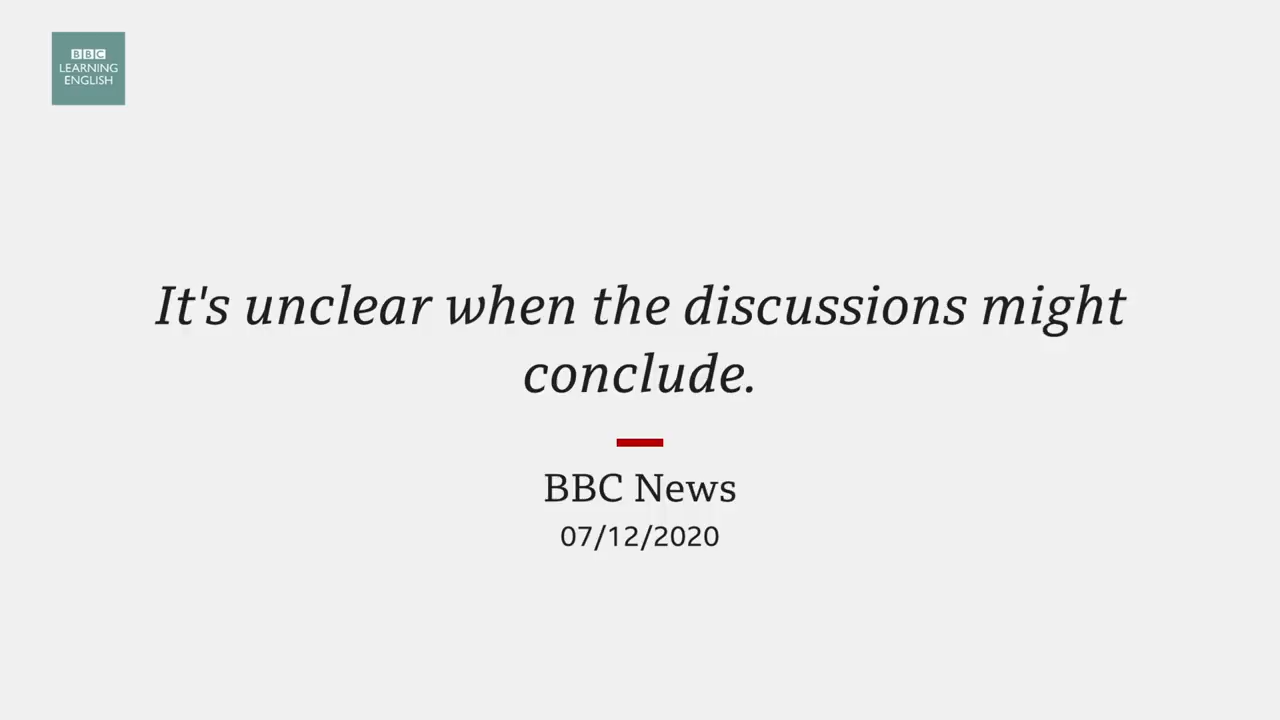 BBC
LEARNING
ENGLISH
It's unclear when the discussions might
conclude.
BBC News
07/12/2020